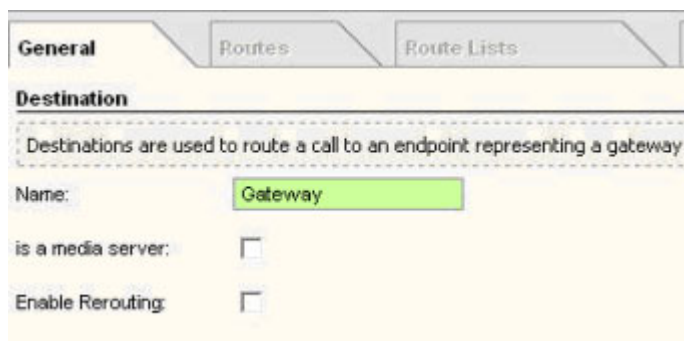 General Routes Route Lists
Destination
Destinations are used to route a call to an endpoint representing a gateway
Name: Gateway
is a media server:
Enable Rerouting: